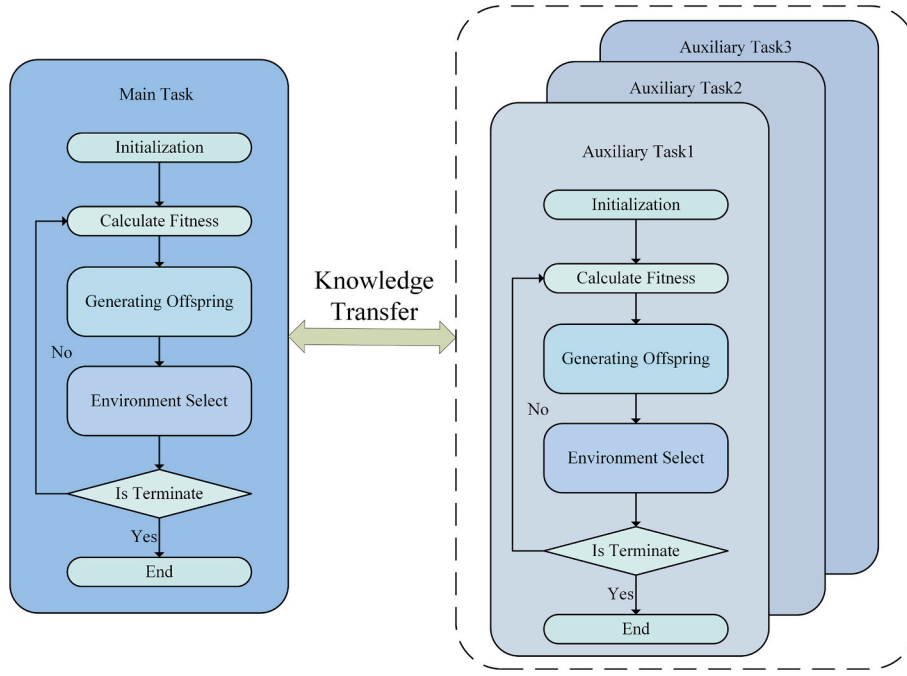 Main Task
Initialization
Calculate Fitness
Generating Offspring
No
Environment Select
Is Terminate
Yes
End
Knowledge
Transfer
Auxiliary Task3
Auxiliary Task2
Auxiliary Task1
Initialization
Calculate Fitness
Generating Offspring
No
Environment Select
Is Terminate
Yes
End